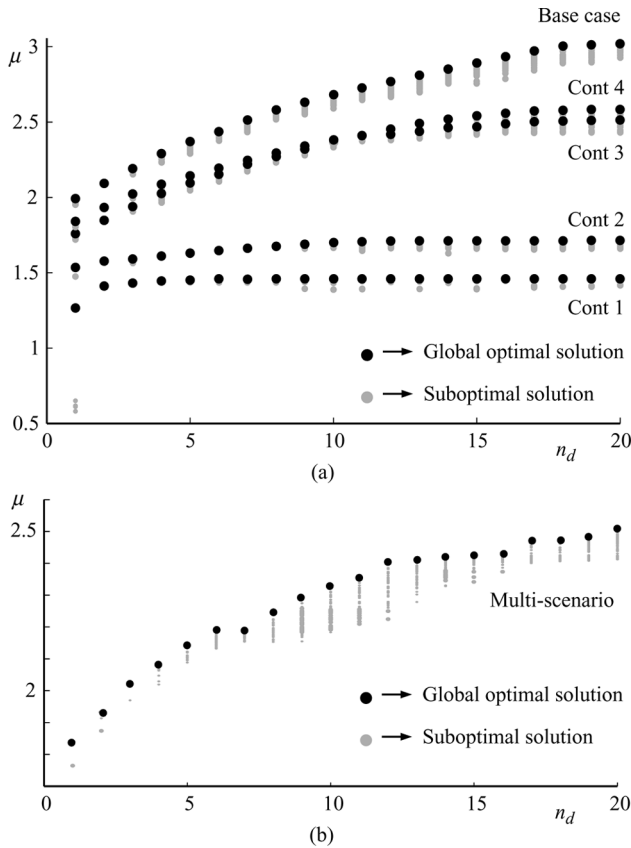 Base case
μ
3
Cont 4
2.5
Cont 3
2
Cont 2
1.5
Cont 1
1
Global optimal solution
Suboptimal solution
0.5
0 5 10 15 20
n_d
(a)
μ
2.5
Multi-scenario
2
Global optimal solution
Suboptimal solution
0 5 10 15 20
n_d
(b)